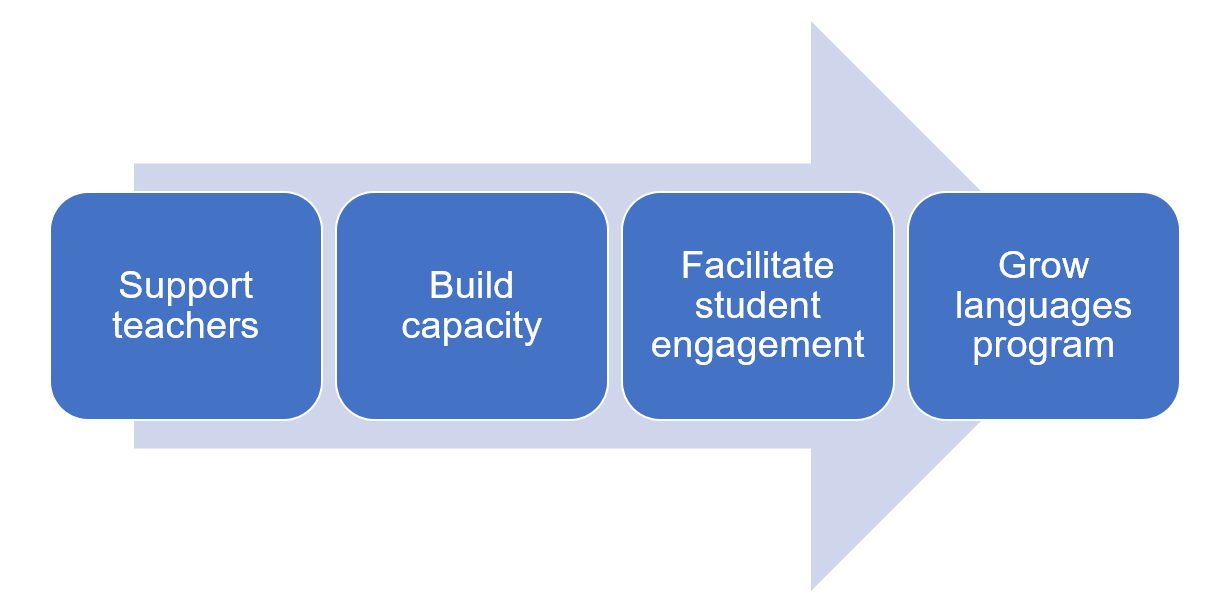 Support
teachers
Build
capacity
Facilitate
student
engagement
Grow
languages
program